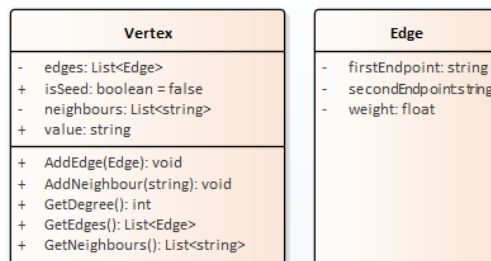 Vertex
- edges: List<Edge>
+ isSeed: boolean = false
- neighbours: List<string>
+ value: string
+ AddEdge(Edge): void
+ AddNeighbour(string): void
+ GetDegree(): int
+ GetEdges(): List<Edge>
+ GetNeighbours(): List<string>
Edge
- firstEndpoint: string
- secondEndpoint:string
- weight: float